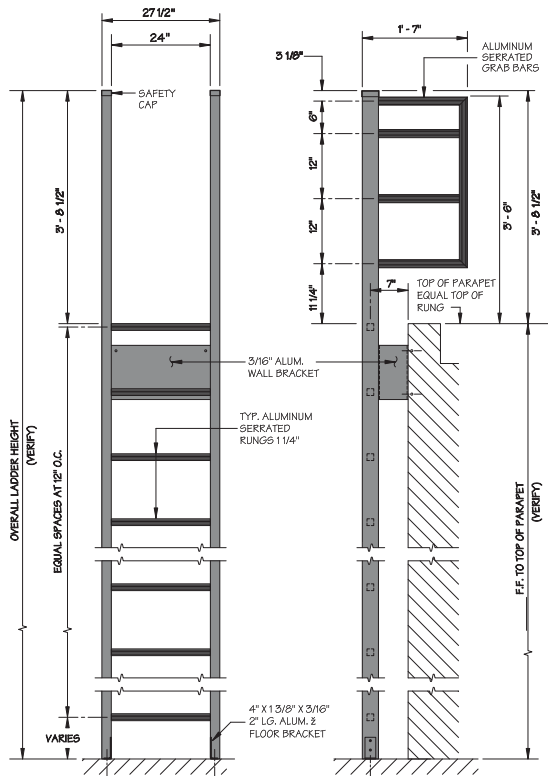 27 1/2"
24"
SAFETY
CAP
3'- 8 1/2"
OVERALL LADDER HEIGHT
(VERIFY)
EQUAL SPACES AT 12" O.C.
VARIES
3/16" ALUM.
WALL BRACKET
TYP. ALUMINUM
SERRATED
RUNGS 1 1/4"
4" X 1 3/8" X 3/16"
2" LG. ALUM. ⦤
FLOOR BRACKET
1' - 7"
3 1/8"
ALUMINUM
SERRATED
GRAB BARS
6"
12"
12"
11 1/4"
7"
3' - 6"
3' - 8 1/2"
TOP OF PARAPET
EQUAL TOP OF
RUNG
F.F. TO TOP OF PARAPET
(VERIFY)